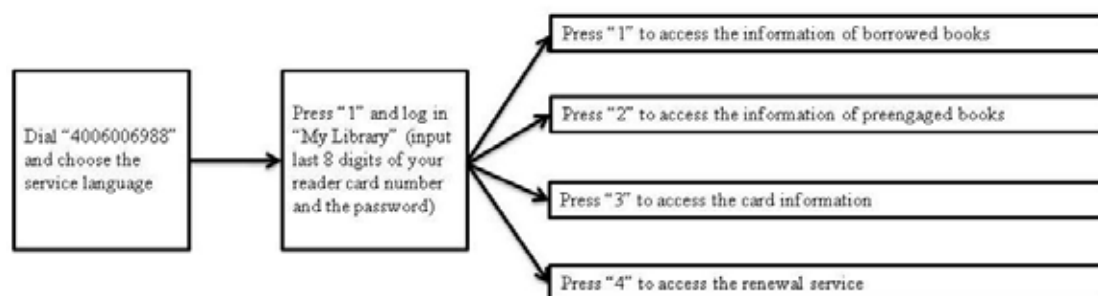 Dial “4006006988”
and choose the
service language
Press “1” and log in
“My Library” (input
last 8 digits of your
reader card number
and the password)
Press “1” to access the information of borrowed books
Press “2” to access the information of preengaged books
Press “3” to access the card information
Press “4” to access the renewal service